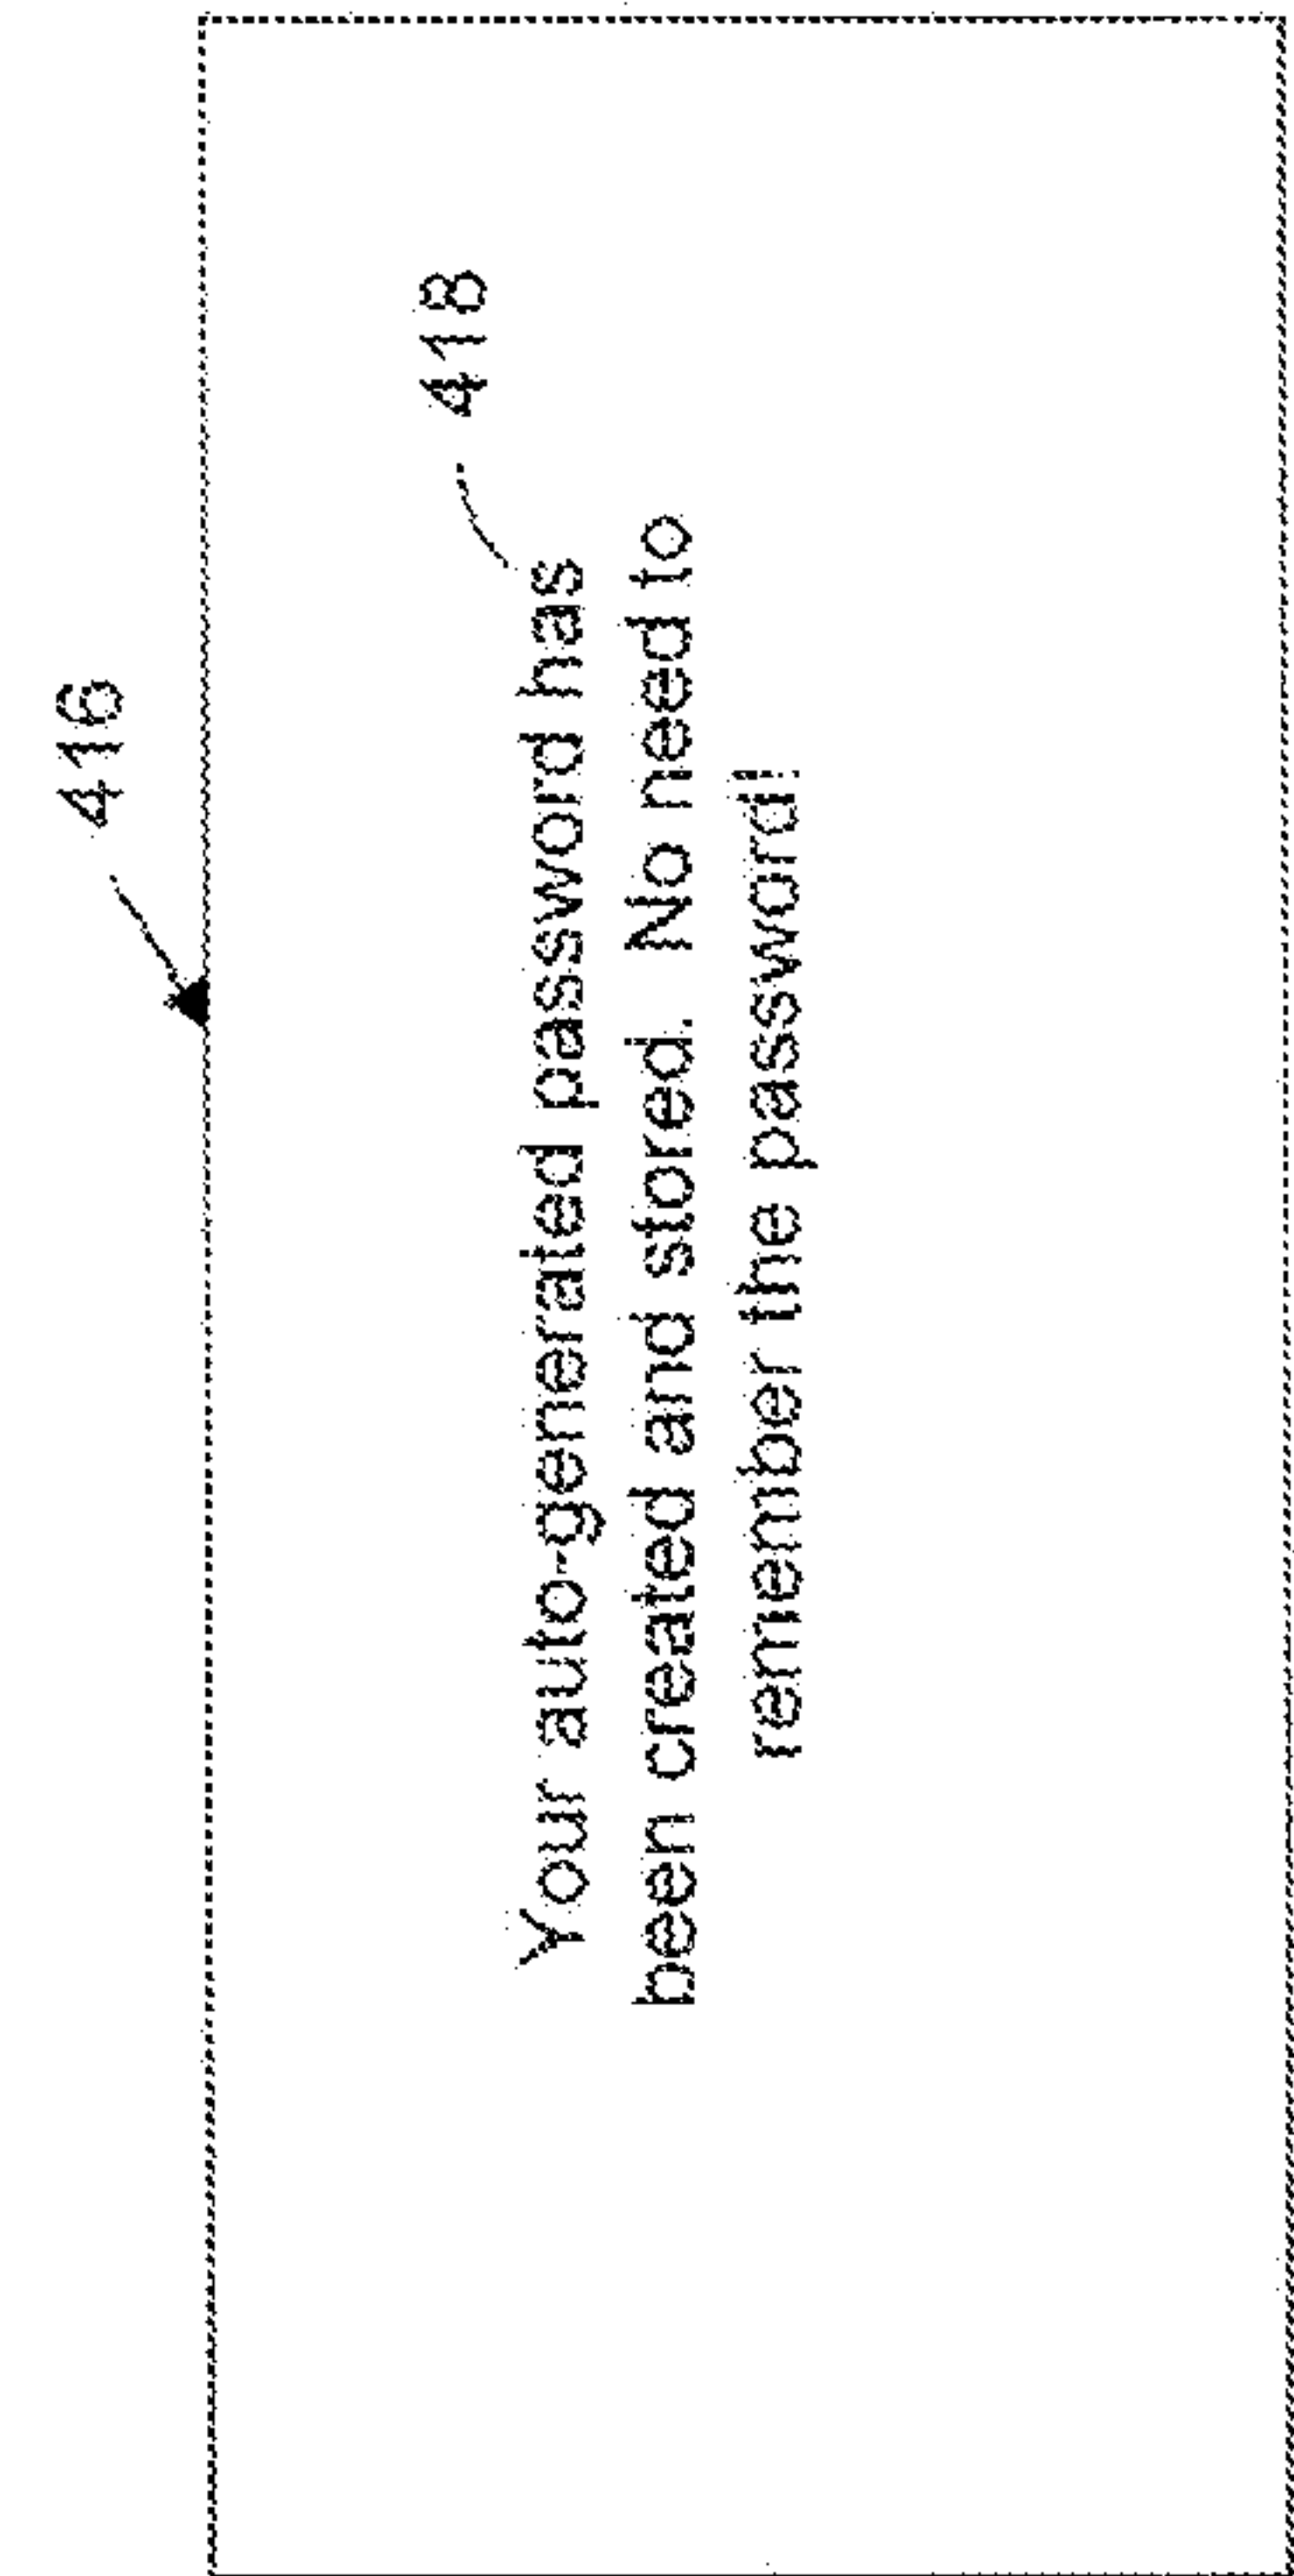 416
418
Your auto-generated password has
been created and stored. No need to
remember the password!